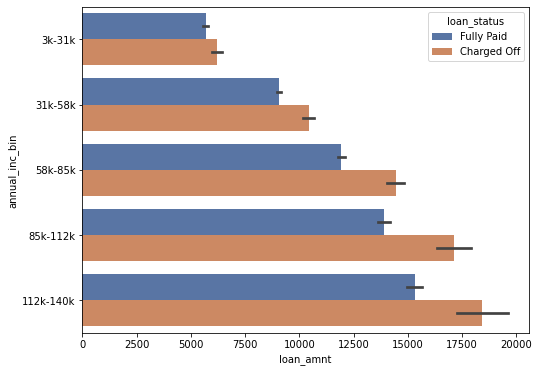 loan_status
Fully Paid
Charged Off
annual_inc_bin
3k-31k
31k-58k
58k-85k
85k-112k
112k-140k
0 2500 5000 7500 10000 12500 15000 17500 20000
loan_amnt